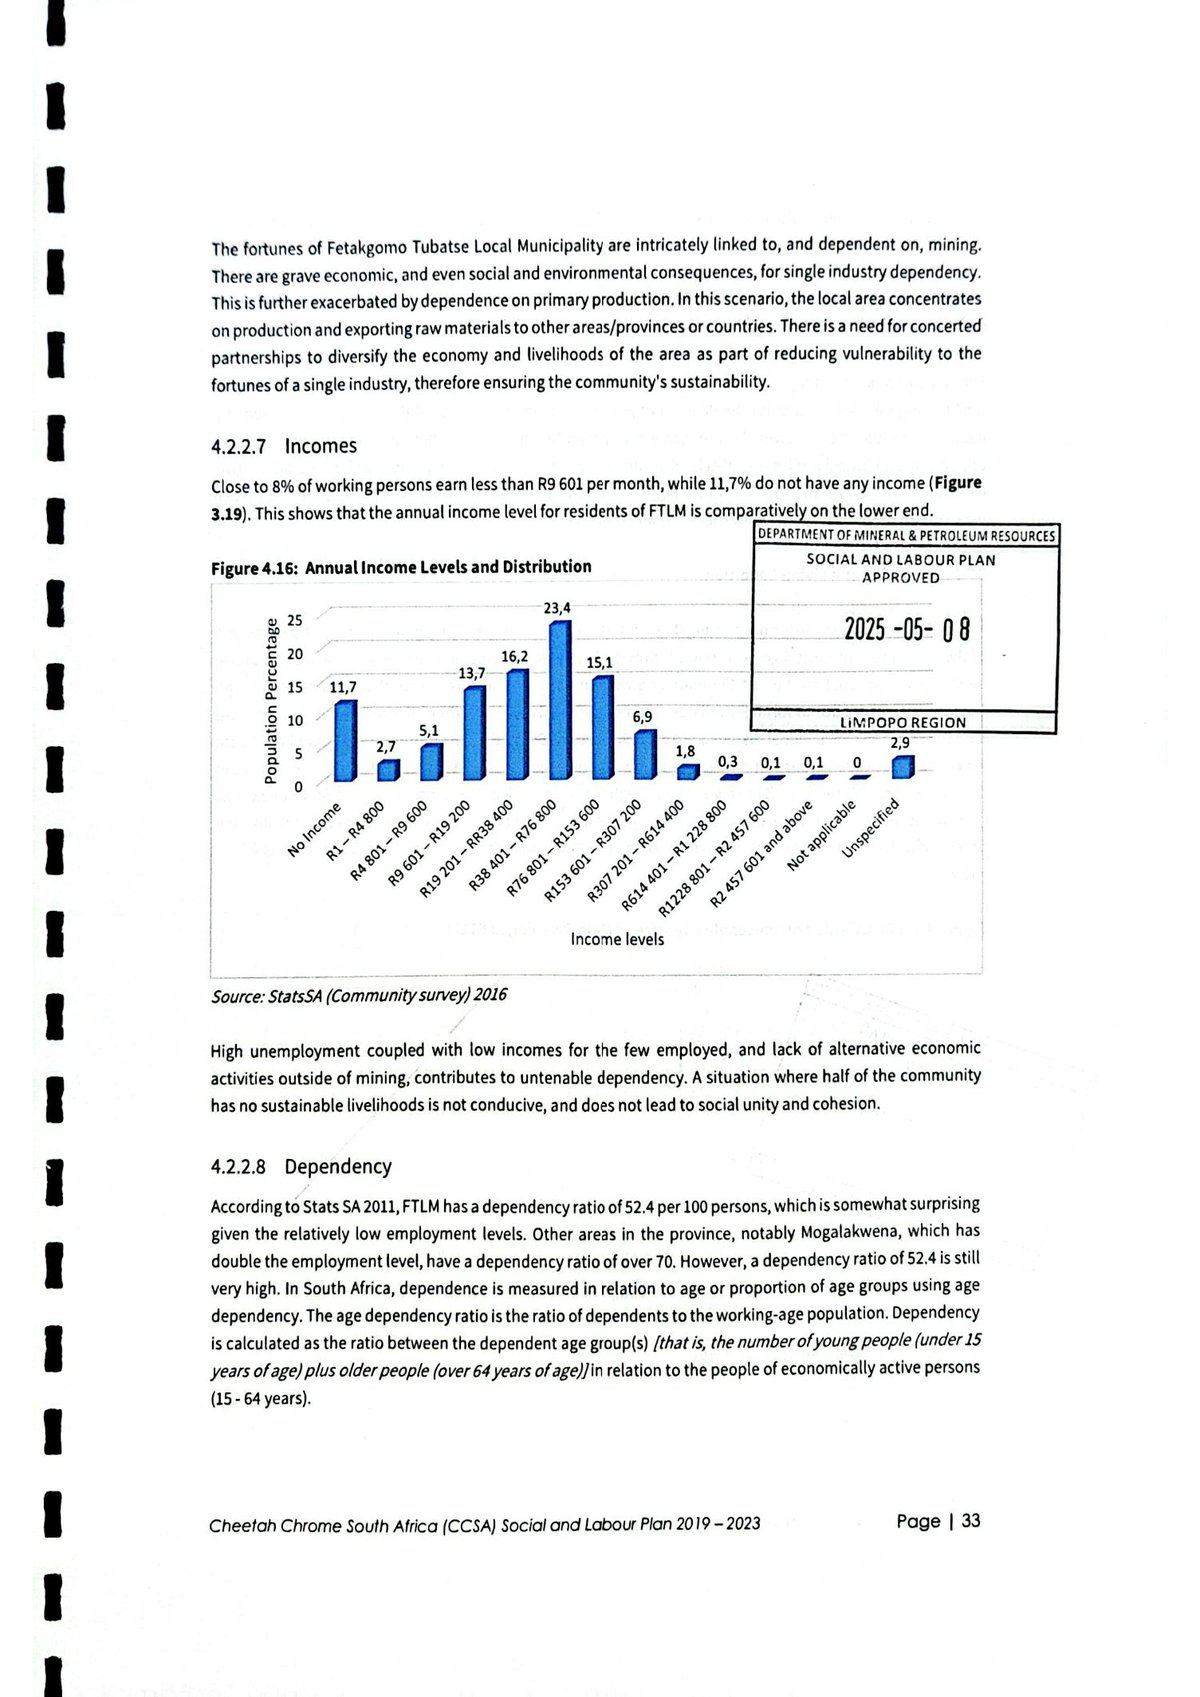 The fortunes of Fetakgomo Tubatse Local Municipality are intricately linked to, and dependent on, mining.
There are grave economic, and even social and environmental consequences, for single industry dependency.
This is further exacerbated by dependence on primary production. In this scenario, the local area concentrates
on production and exporting raw materials to other areas/provinces or countries. There is a need for concerted
partnerships to diversify the economy and livelihoods of the area as part of reducing vulnerability to the
fortunes of a single industry, therefore ensuring the community's sustainability.
4.2.2.7 Incomes
Close to 8% of working persons earn less than R9 601 per month, while 11,7% do not have any income (Figure
3.19). This shows that the annual income level for residents of FTLM is comparatively on the lower end.
DEPARTMENT OF MINERAL & PETROLEUM RESOURCES
SOCIAL AND LABOUR PLAN
APPROVED
2025 -05- 08
LIMPOPO REGION
Figure 4.16: Annual Income Levels and Distribution
Population Percentage
25
20
15
10
5
0
11,7
2,7
5,1
13,7
16,2
23,4
15,1
6,9
1,8
0,3
0,1
0,1
0
2,9
No Income
R1 – R4 800
R4 801 – R9 600
R9 601 – R19 200
R19 201 – RR38 400
R38 401 – R76 800
R76 801 – R153 600
R153 601 – R307 200
R307 201 – R614 400
R614 401 – R1 228 800
R1228 801 – R2 457 600
R2 457 601 and above
Not applicable
Unspecified
Income levels
Source: StatsSA (Community survey) 2016
High unemployment coupled with low incomes for the few employed, and lack of alternative economic
activities outside of mining, contributes to untenable dependency. A situation where half of the community
has no sustainable livelihoods is not conducive, and does not lead to social unity and cohesion.
4.2.2.8 Dependency
According to Stats SA 2011, FTLM has a dependency ratio of 52.4 per 100 persons, which is somewhat surprising
given the relatively low employment levels. Other areas in the province, notably Mogalakwena, which has
double the employment level, have a dependency ratio of over 70. However, a dependency ratio of 52.4 is still
very high. In South Africa, dependence is measured in relation to age or proportion of age groups using age
dependency. The age dependency ratio is the ratio of dependents to the working-age population. Dependency
is calculated as the ratio between the dependent age group(s) [that is, the number of young people (under 15
years of age) plus older people (over 64 years of age)] in relation to the people of economically active persons
(15 - 64 years).
Cheetah Chrome South Africa (CCSA) Social and Labour Plan 2019 – 2023
Page | 33